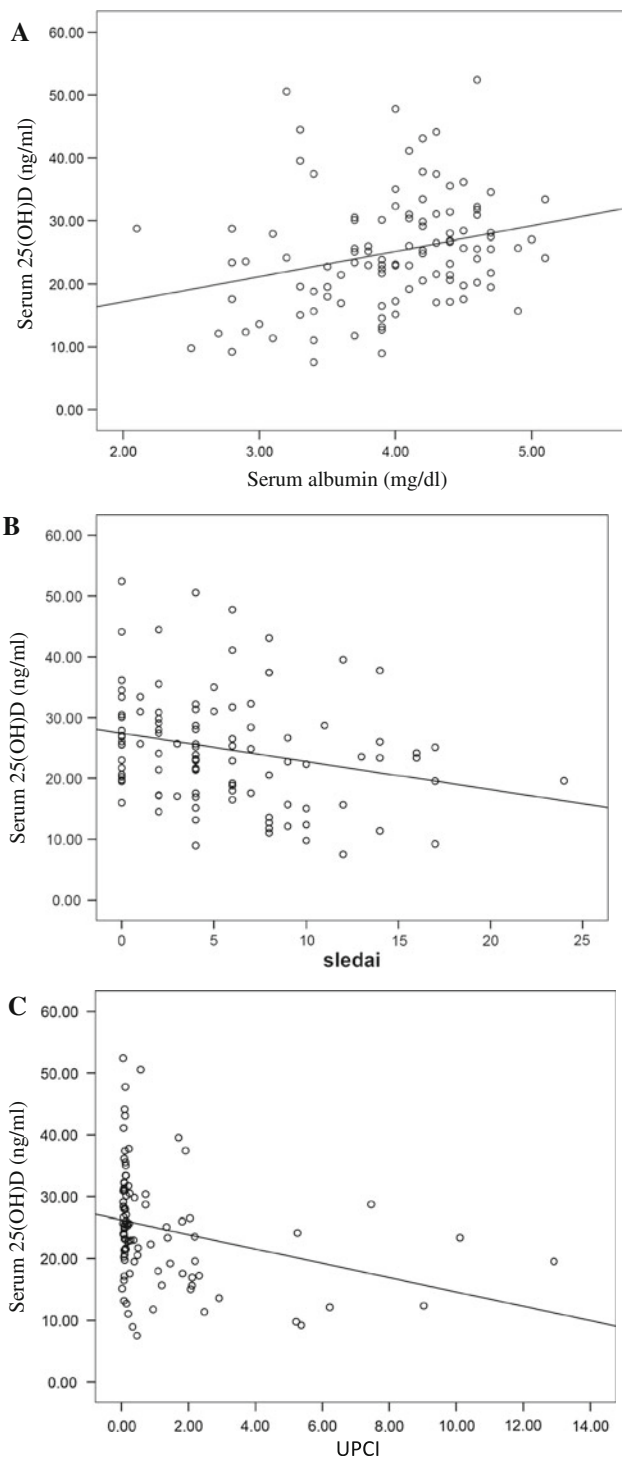 A
60.00
50.00
40.00
30.00
20.00
10.00
0.00
Serum 25(OH)D (ng/ml)
2.00 3.00 4.00 5.00
Serum albumin (mg/dl)
B
60.00
50.00
40.00
30.00
20.00
10.00
0.00
Serum 25(OH)D (ng/ml)
0 5 10 15 20 25
sledai
C
60.00
50.00
40.00
30.00
20.00
10.00
0.00
Serum 25(OH)D (ng/ml)
0.00 2.00 4.00 6.00 8.00 10.00 12.00 14.00
UPCI